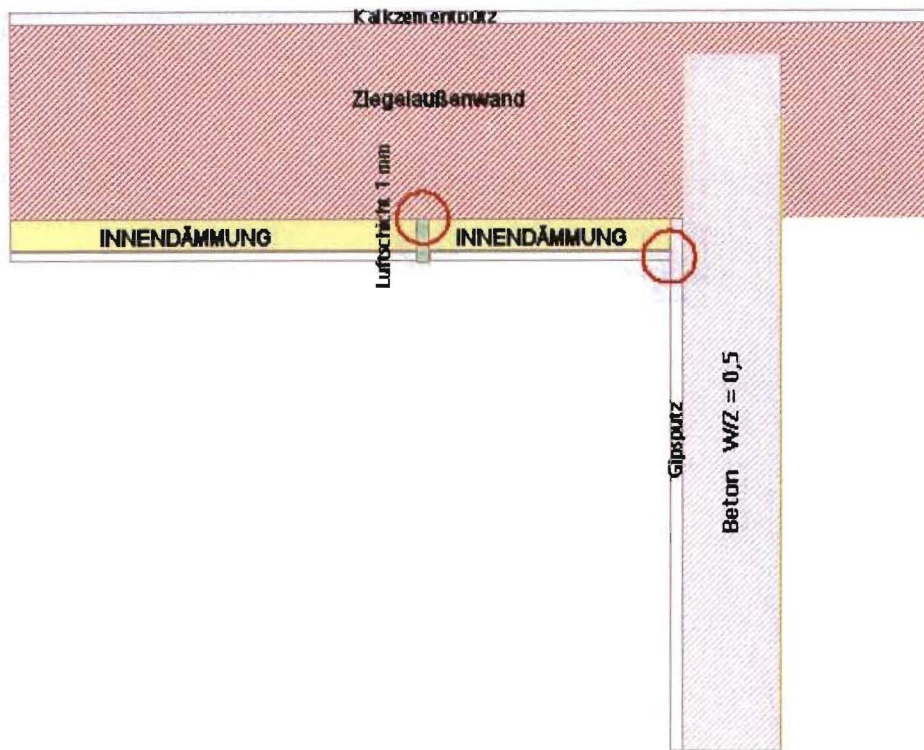 Kalkzementputz
Ziegelaußenwand
Luftschicht 1 mm
INNENDÄMMUNG
INNENDÄMMUNG
Gipsputz
Beton W/Z = 0,5